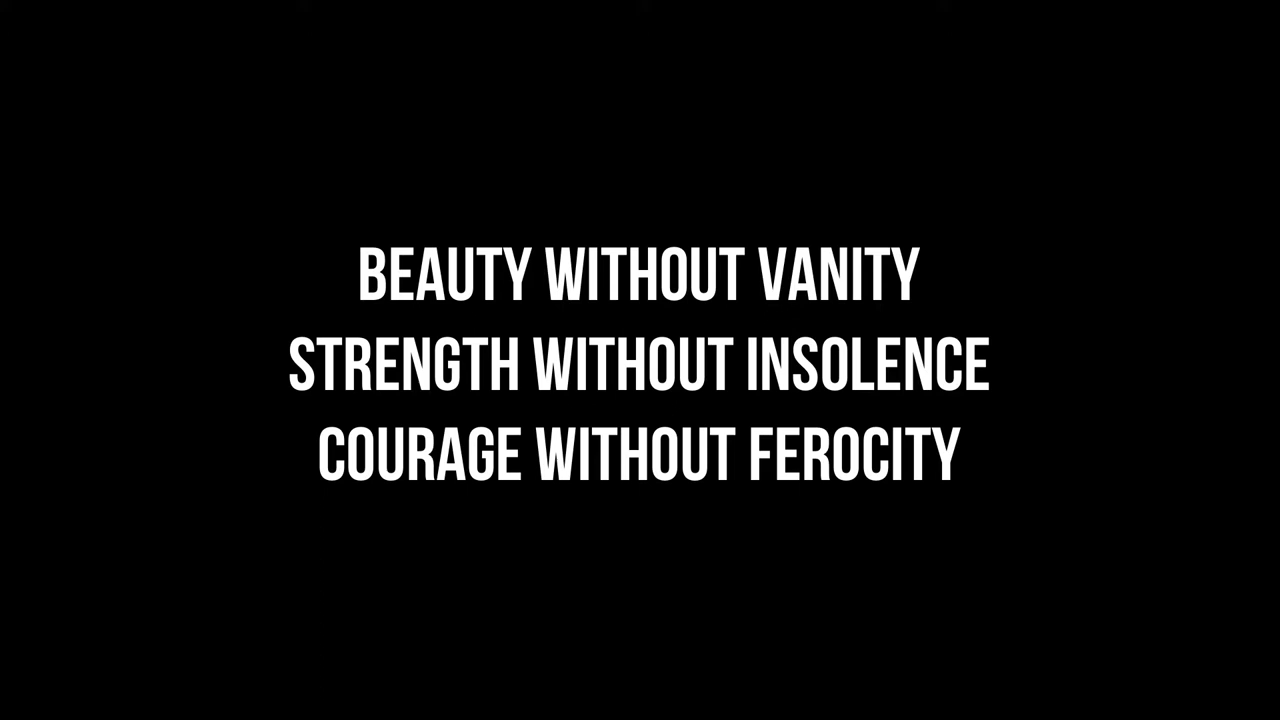 BEAUTY WITHOUT VANITY
STRENGTH WITHOUT INSOLENCE
COURAGE WITHOUT FEROCITY